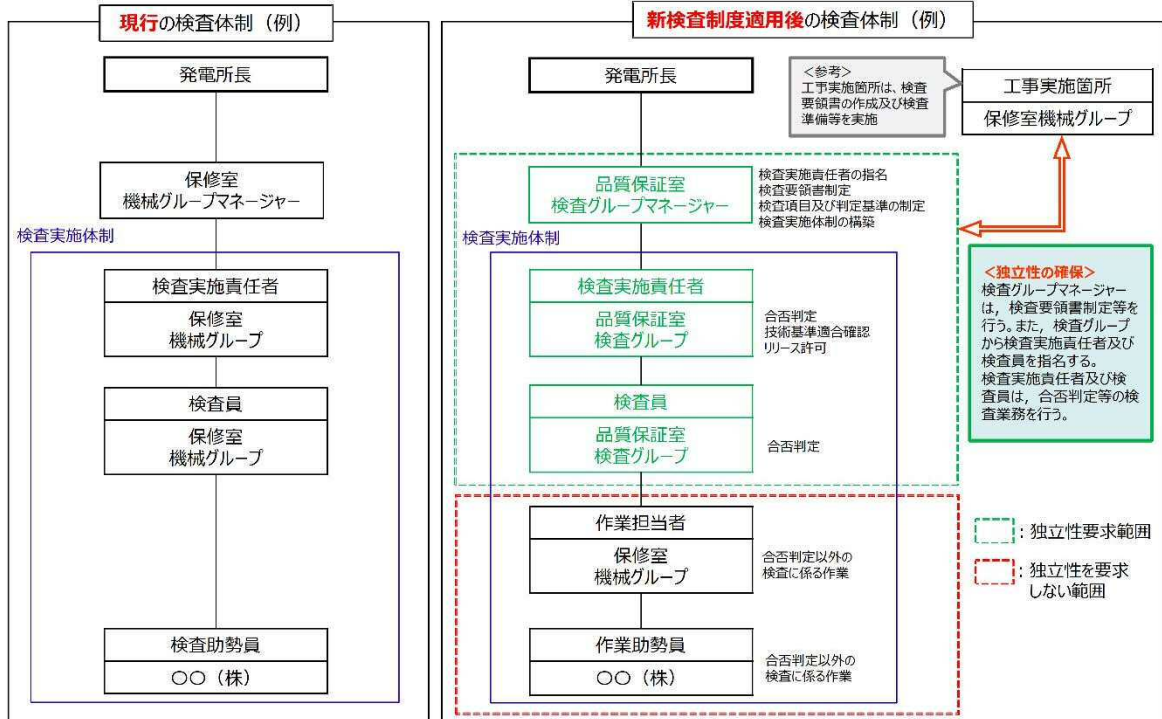 現行の検査体制（例）
発電所長
保修室
機械グループマネージャー
検査実施体制
検査実施責任者
保修室
機械グループ
検査員
保修室
機械グループ
検査助勢員
〇〇（株）
新検査制度適用後の検査体制（例）
発電所長
＜参考＞
工事実施箇所は、検査
要領書の作成及び検査
準備等を実施
工事実施箇所
保修室機械グループ
品質保証室
検査グループマネージャー
検査実施責任者の指名
検査要領書制定
検査項目及び判定基準の制定
検査実施体制の構築
検査実施体制
検査実施責任者
品質保証室
検査グループ
合否判定
技術基準適合確認
リリース許可
検査員
品質保証室
検査グループ
合否判定
＜独立性の確保＞
検査グループマネージャー
は，検査要領書制定等を
行う。また，検査グループ
から検査実施責任者及び
検査員を指名する。
検査実施責任者及び検
査員は，合否判定等の検
査業務を行う。
作業担当者
保修室
機械グループ
合否判定以外の
検査に係る作業
作業助勢員
〇〇（株）
合否判定以外の
検査に係る作業
：独立性要求範囲
：独立性を要求
しない範囲